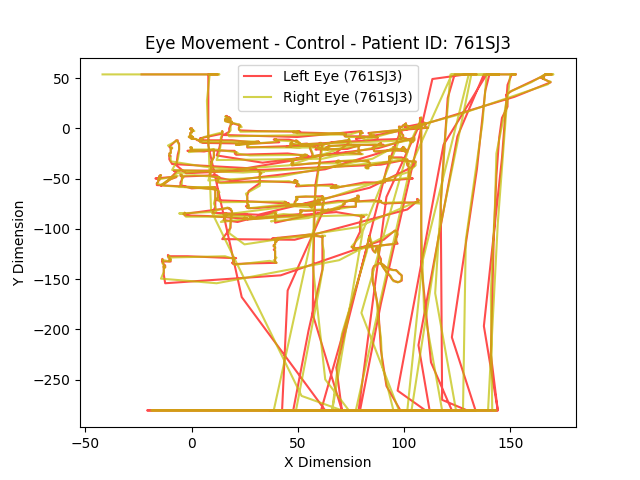 Eye Movement - Control - Patient ID: 761SJ3
Left Eye (761SJ3)
Right Eye (761SJ3)
50
0
−50
−100
−150
−200
−250
Y Dimension
−50
0
50
100
150
X Dimension